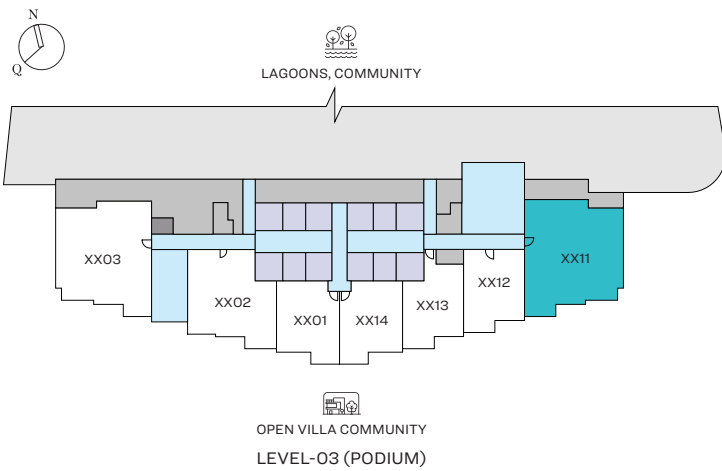 N
Q
LAGOONS, COMMUNITY
XX03
XX02
XX01
XX14
XX13
XX12
XX11
OPEN VILLA COMMUNITY
LEVEL-03 (PODIUM)